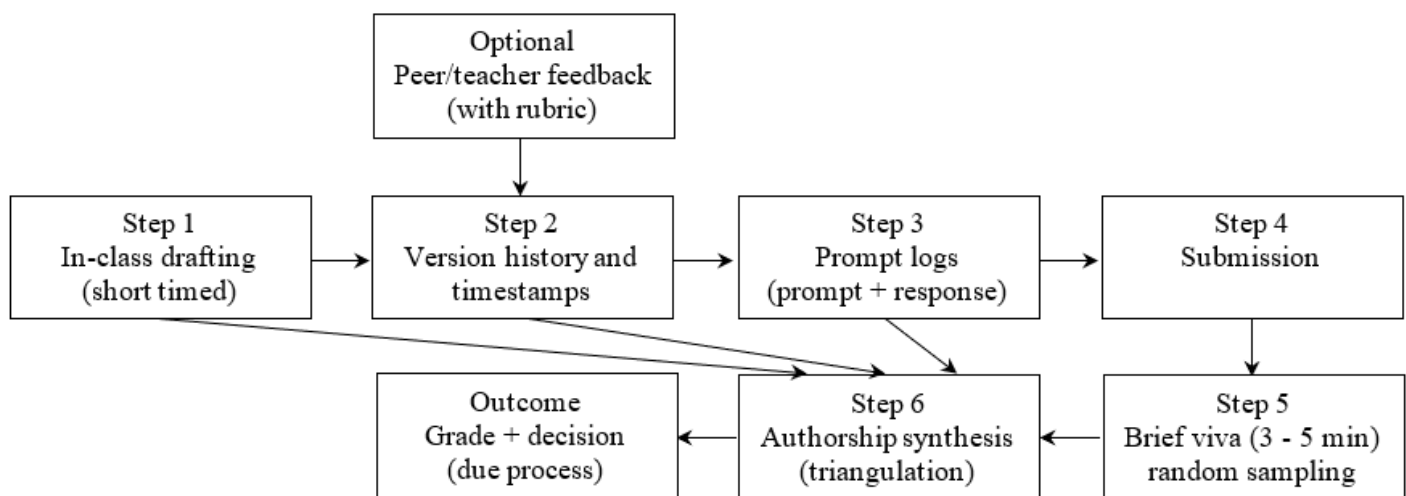 Optional
Peer/teacher feedback
(with rubric)
Step 1
In-class drafting
(short timed)
Step 2
Version history and
timestamps
Step 3
Prompt logs
(prompt + response)
Step 4
Submission
Outcome
Grade + decision
(due process)
Step 6
Authorship synthesis
(triangulation)
Step 5
Brief viva (3 - 5 min)
random sampling